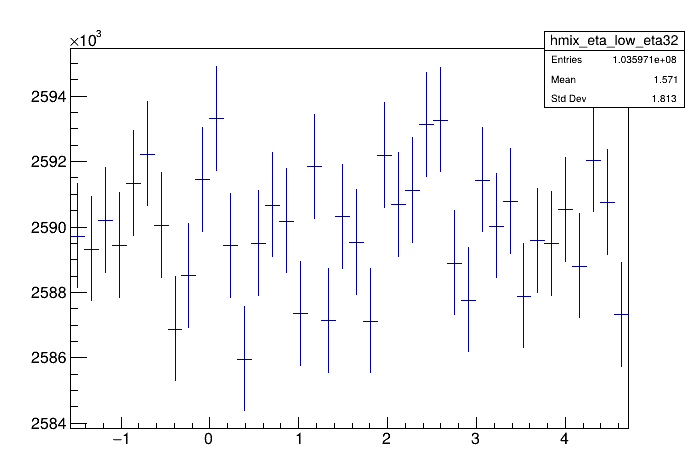 ×10³
hmix_eta_low_eta32
Entries 1.035971e+08
Mean 1.571
Std Dev 1.813
2594
2592
2590
2588
2586
2584
−1 0 1 2 3 4